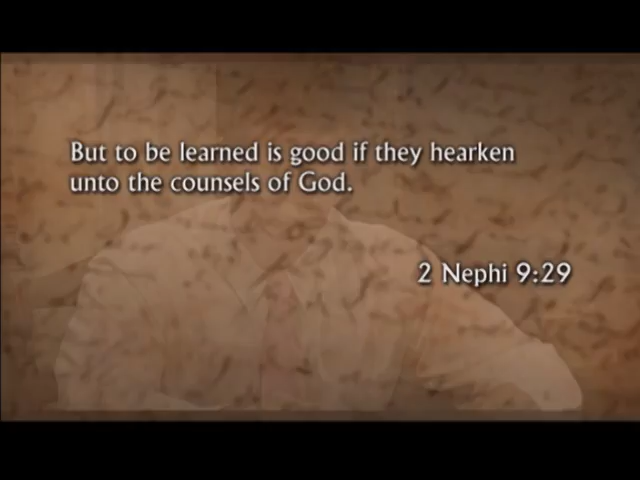 But to be learned is good if they hearken
unto the counsels of God.
2 Nephi 9:29